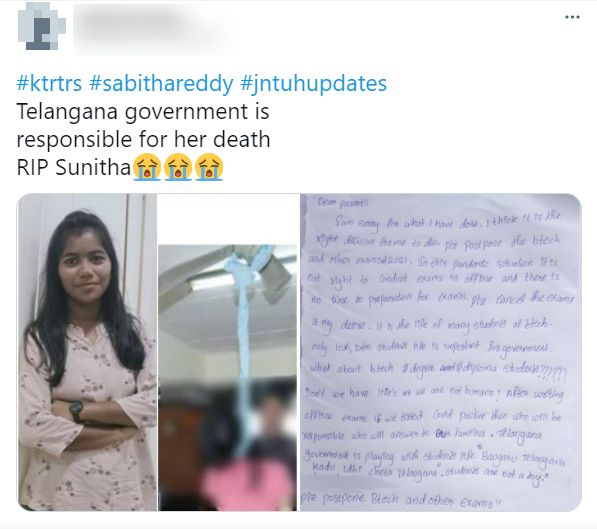 #ktrtrs #sabithareddy #jntuhupdates
Telangana government is
responsible for her death
RIP Sunitha😭😭😭
Dear parents
Iam sorry for what I have done. I think it is the
right decision for me to die. plz postpone the btech
and other exams@2021. In this pandemic situation it is
not right to conduct exams in offline and there is
no time to preparation for exams. plz cancel the exams
it my desire. It is the life of many students of btech.
only 10th, students life is important for government.
what about btech & degree and diploma students?????
Don't we have life's or we are not humans! After writing
offline exams if we tested Covid positive then who will be
responsible who will answer to families. Telangana
government is playing with students life "Bangaru Telangana
kadu, idhi Telangana". students are not a toy."
plz postpone Btech and other exams"